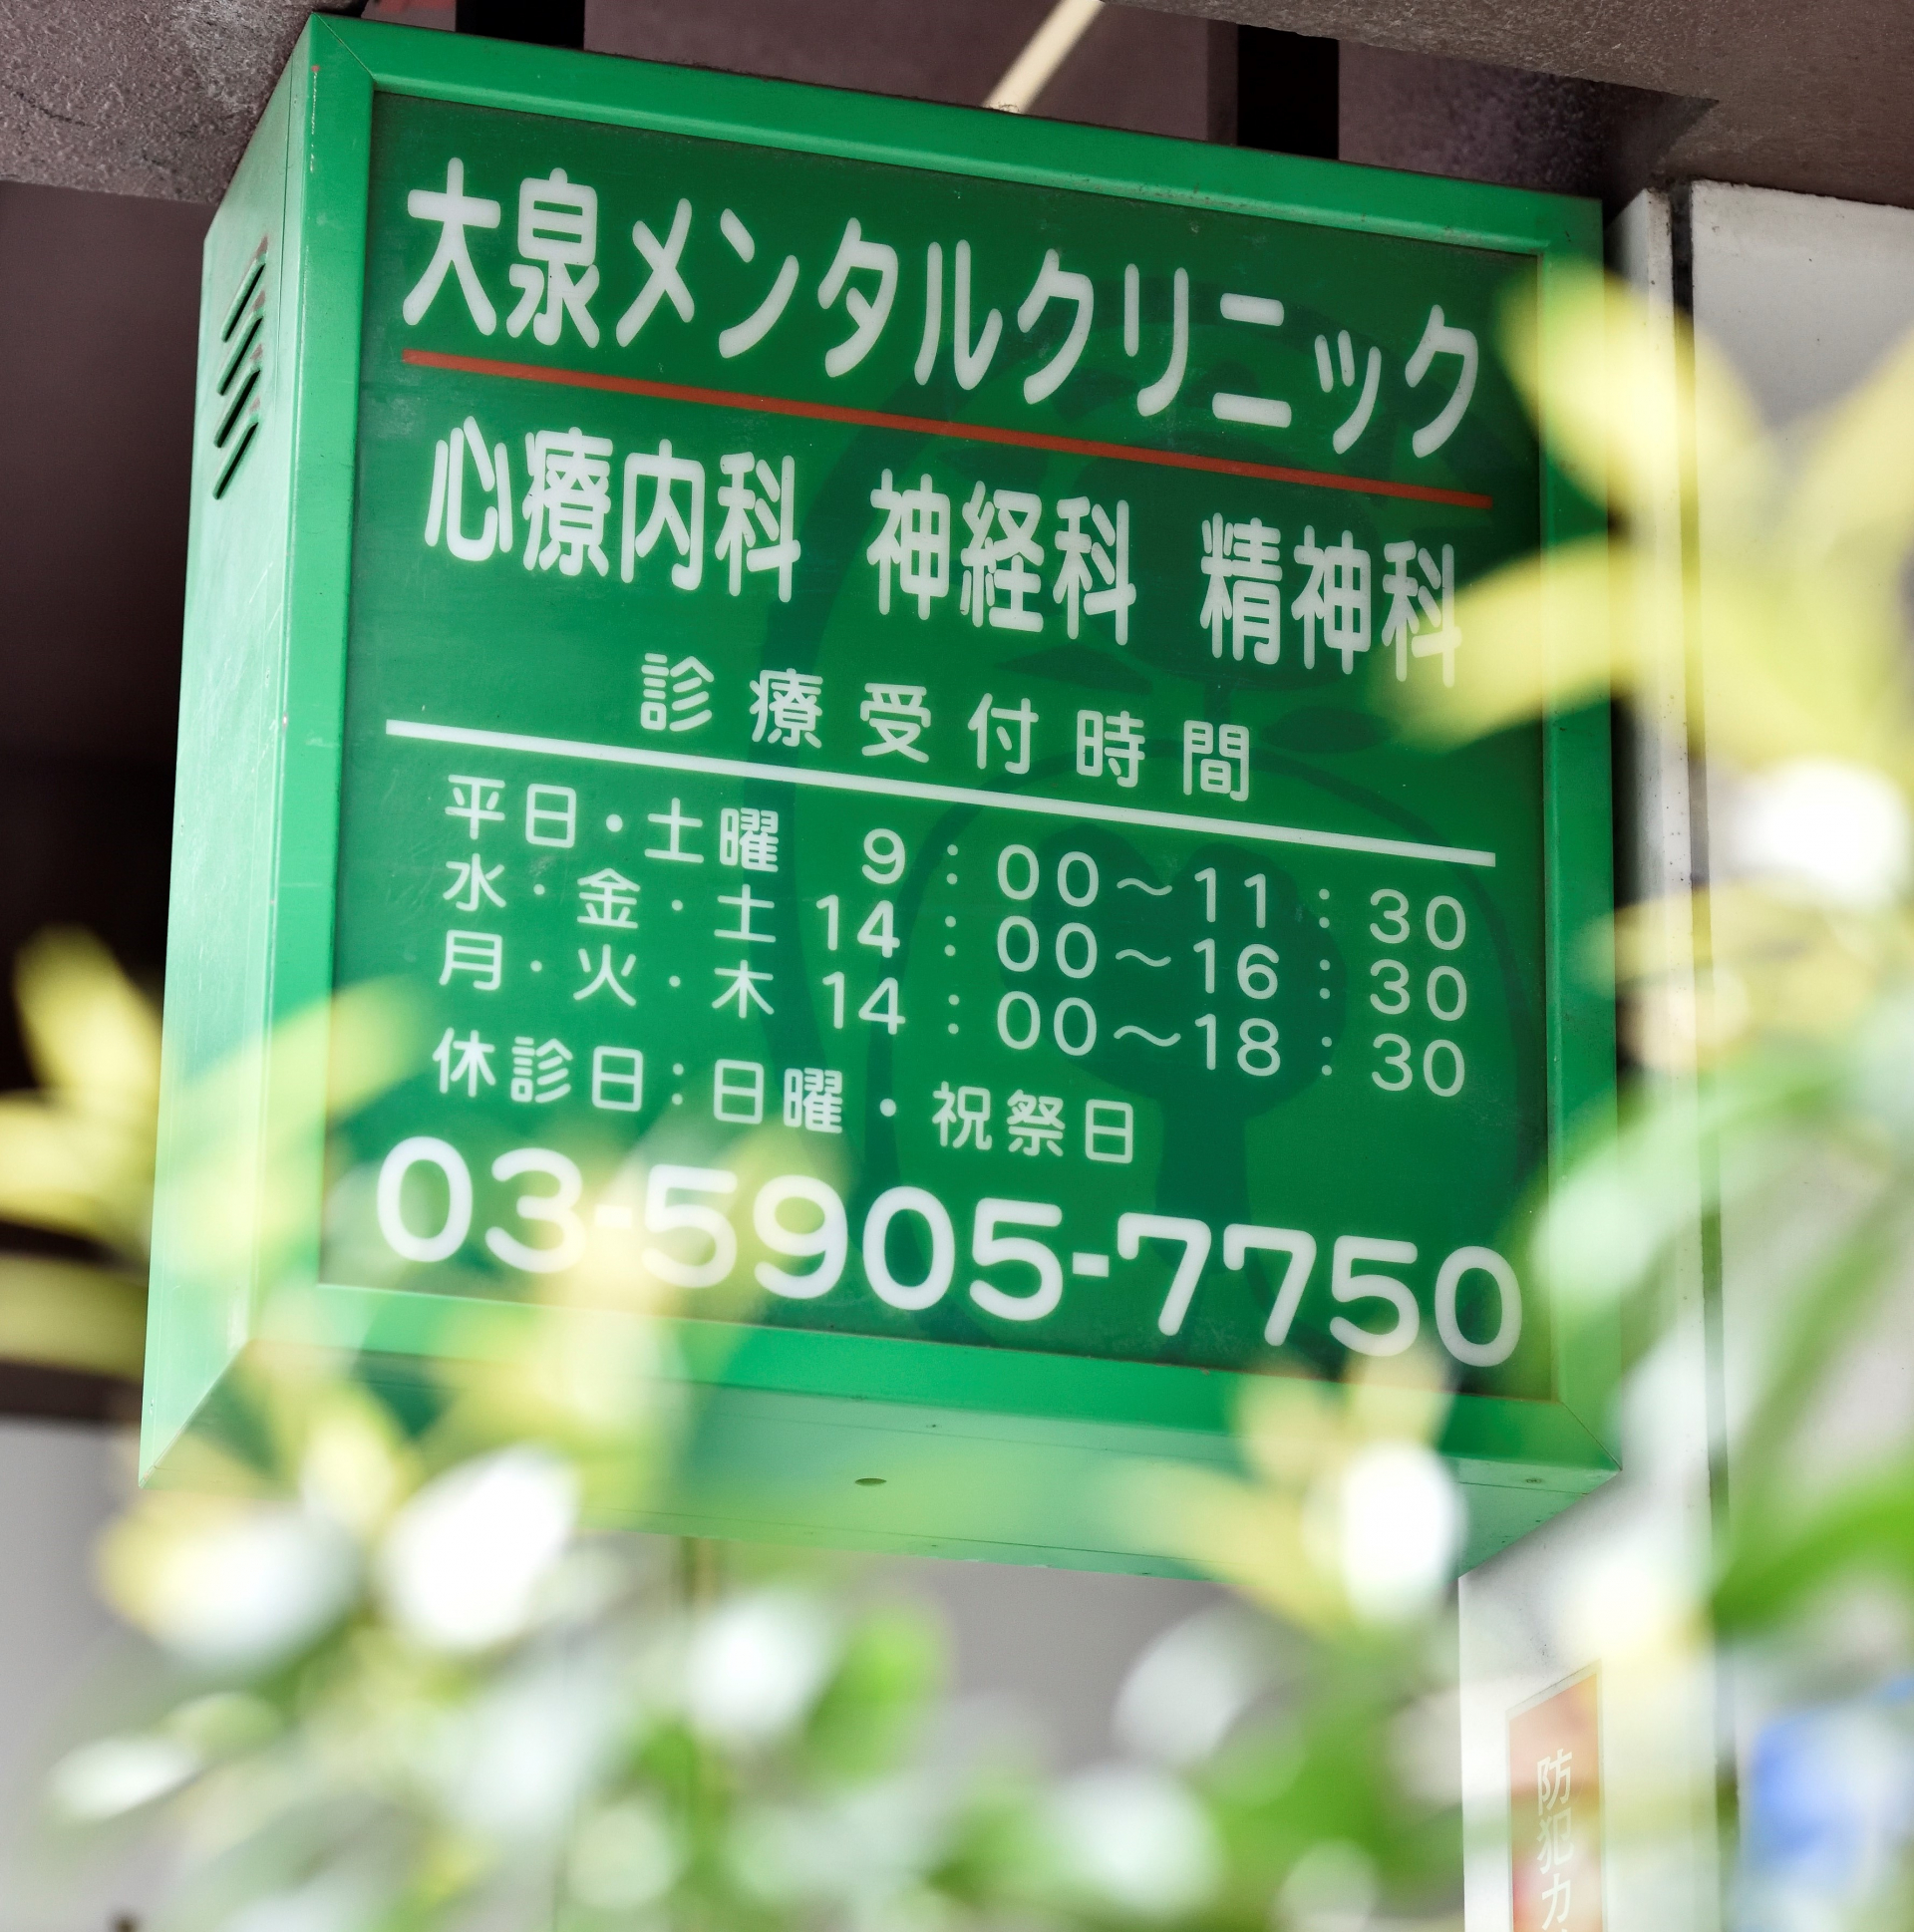 大泉メンタルクリニック
心療内科 神経科 精神科
診療受付時間
平日・土曜 9:00～11:30
水・金・土 14:00～16:30
月・火・木 14:00～18:30
休診日:日曜・祝祭日
03-5905-7750
防犯カ